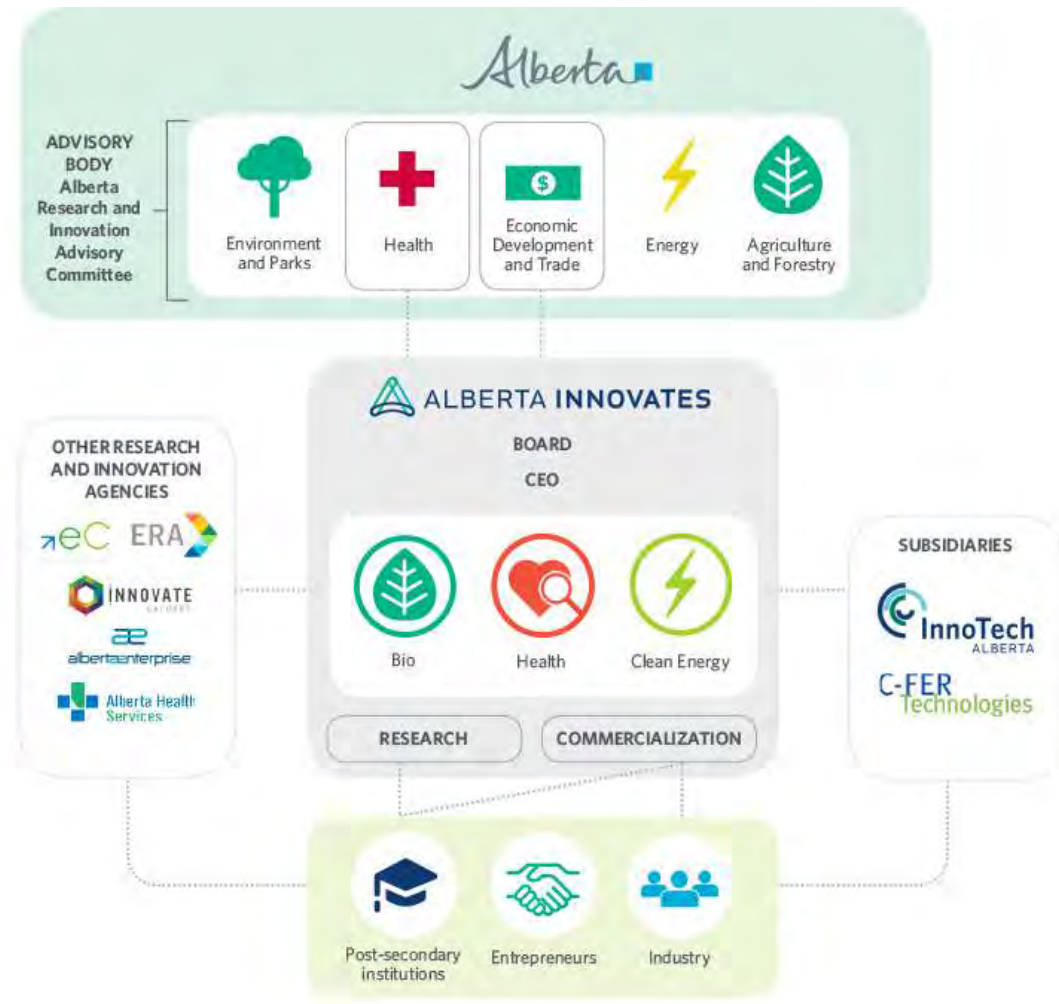 Alberta
ADVISORY
BODY
Alberta
Research and
Innovation
Advisory
Committee
Environment
and Parks
Health
$
Economic
Development
and Trade
Energy
Agriculture
and Forestry
ALBERTA INNOVATES
BOARD
CEO
Bio
Health
Clean Energy
RESEARCH
COMMERCIALIZATION
OTHER RESEARCH
AND INNOVATION
AGENCIES
eC ERA
INNOVATE
CALGARY
ae
albertaenterprise
Alberta Health
Services
SUBSIDIARIES
InnoTech
ALBERTA
C-FER
Technologies
Post-secondary
institutions
Entrepreneurs
Industry